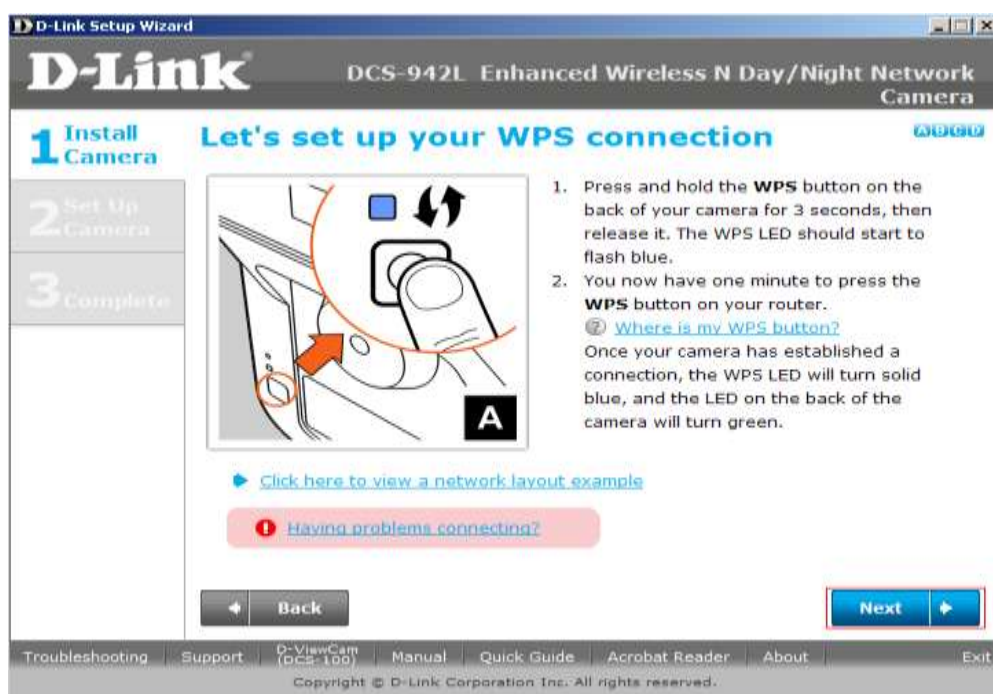 D-Link Setup Wizard
D-Link
DCS-942L Enhanced Wireless N Day/Night Network
Camera
1 Install
Camera
2 Set Up
Camera
3 Complete
Let's set up your WPS connection
A B C D
A
1. Press and hold the WPS button on the
back of your camera for 3 seconds, then
release it. The WPS LED should start to
flash blue.
2. You now have one minute to press the
WPS button on your router.
Where is my WPS button?
Once your camera has established a
connection, the WPS LED will turn solid
blue, and the LED on the back of the
camera will turn green.
Click here to view a network layout example
Having problems connecting?
Back
Next
Troubleshooting
Support
D-ViewCam
(DCS-100)
Manual
Quick Guide
Acrobat Reader
About
Exit
Copyright © D-Link Corporation Inc. All rights reserved.